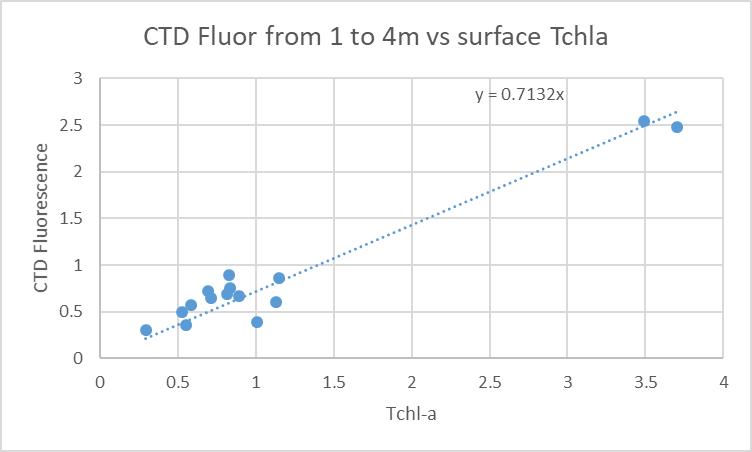 CTD Fluor from 1 to 4m vs surface Tchla
3
y = 0.7132x
2.5
2
1.5
1
0.5
0
CTD Fluorescence
0 0.5 1 1.5 2 2.5 3 3.5 4
Tchl-a